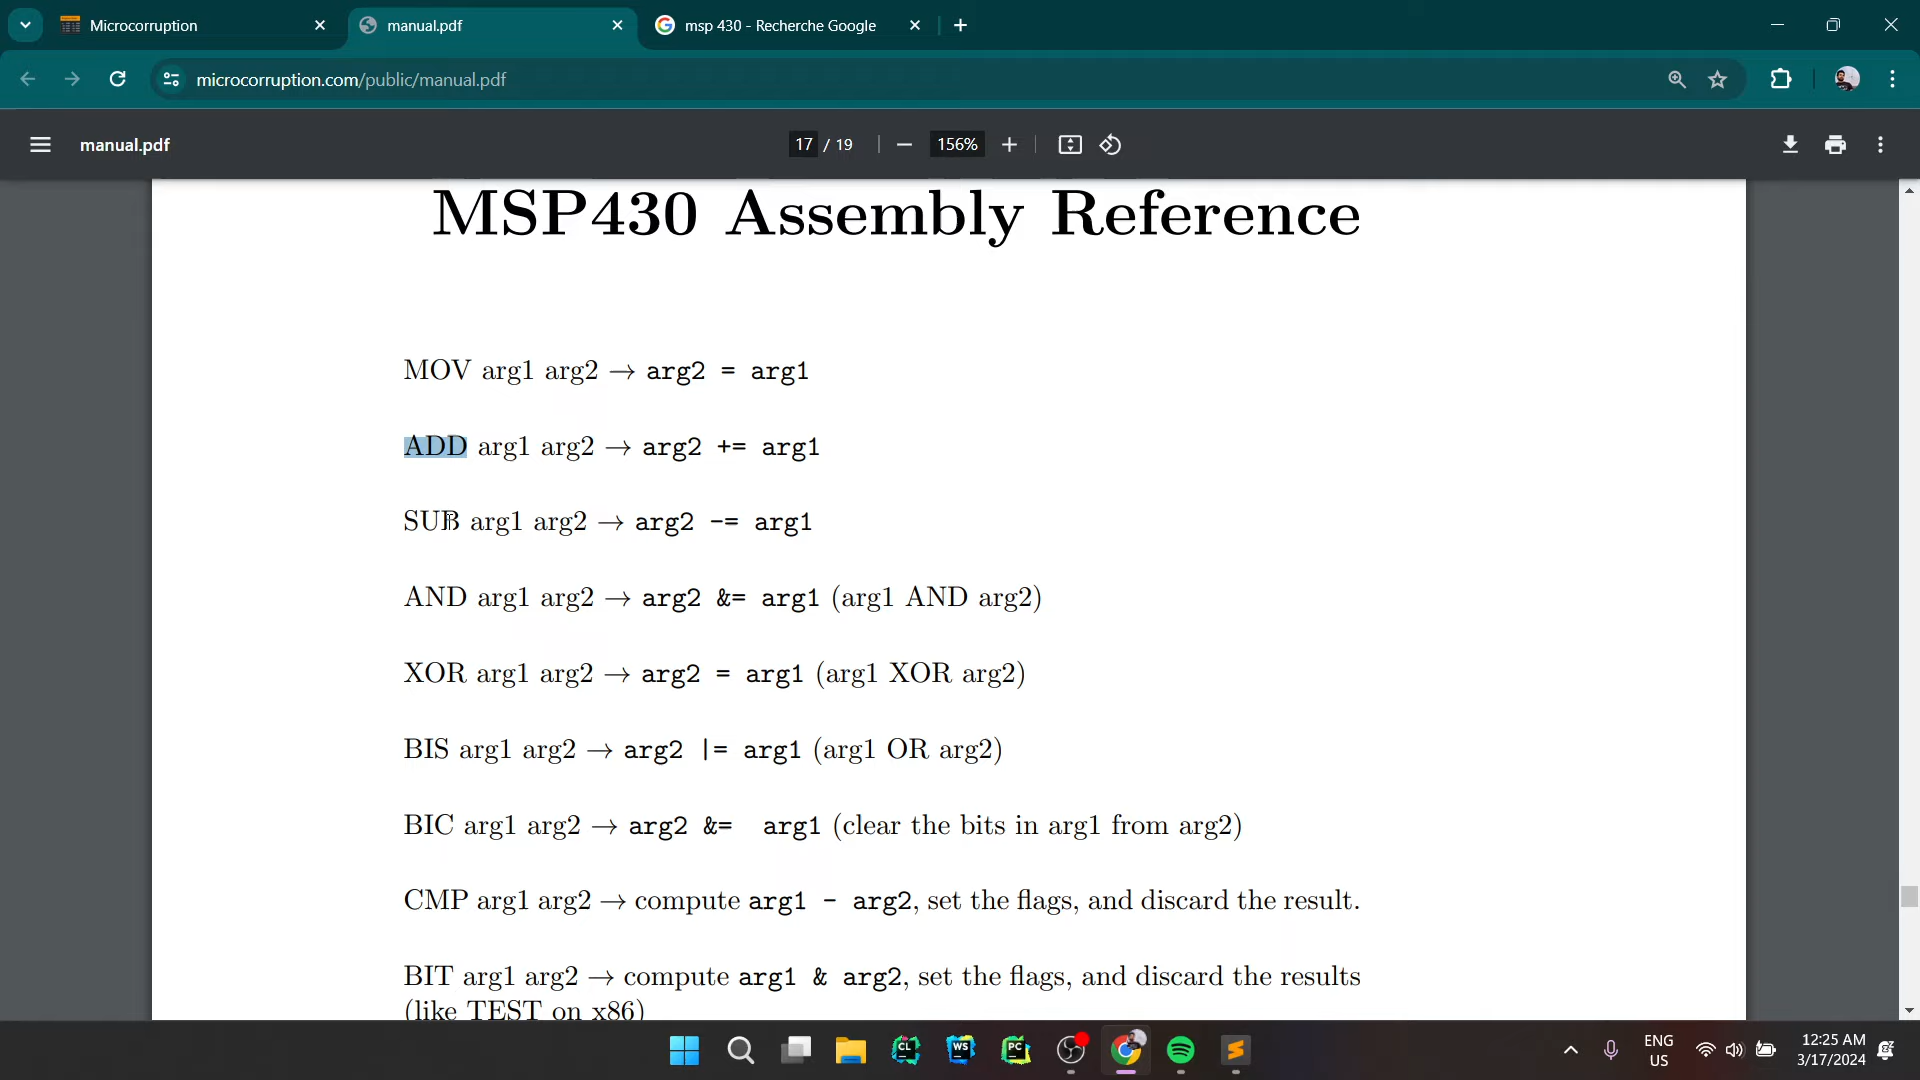 Microcorruption
manual.pdf
msp 430 - Recherche Google
microcorruption.com/public/manual.pdf
manual.pdf
17 / 19
156%
MSP430 Assembly Reference
MOV arg1 arg2 → arg2 = arg1
ADD arg1 arg2 → arg2 += arg1
SUB arg1 arg2 → arg2 -= arg1
AND arg1 arg2 → arg2 &= arg1 (arg1 AND arg2)
XOR arg1 arg2 → arg2 = arg1 (arg1 XOR arg2)
BIS arg1 arg2 → arg2 |= arg1 (arg1 OR arg2)
BIC arg1 arg2 → arg2 &= arg1 (clear the bits in arg1 from arg2)
CMP arg1 arg2 → compute arg1 - arg2, set the flags, and discard the result.
BIT arg1 arg2 → compute arg1 & arg2, set the flags, and discard the results
(like TEST on x86)
CL
WS
PC
ENG
US
12:25 AM
3/17/2024